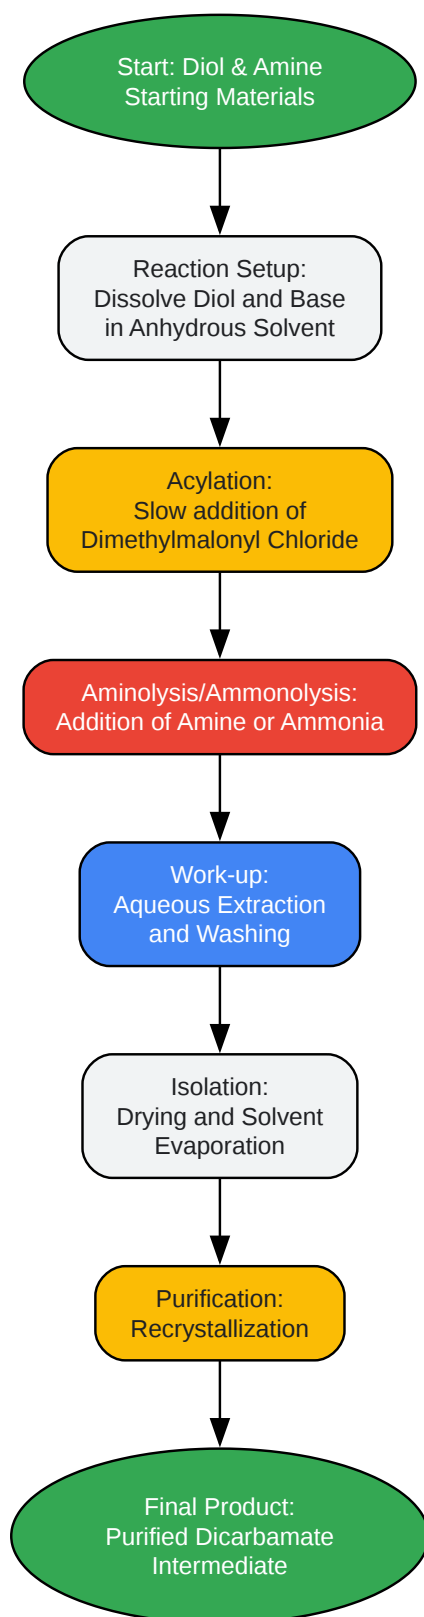 Start: Diol & Amine
Starting Materials
Reaction Setup:
Dissolve Diol and Base
in Anhydrous Solvent
Acylation:
Slow addition of
Dimethylmalonyl Chloride
Aminolysis/Ammonolysis:
Addition of Amine or Ammonia
Work-up:
Aqueous Extraction
and Washing
Isolation:
Drying and Solvent
Evaporation
Purification:
Recrystallization
Final Product:
Purified Dicarbamate
Intermediate